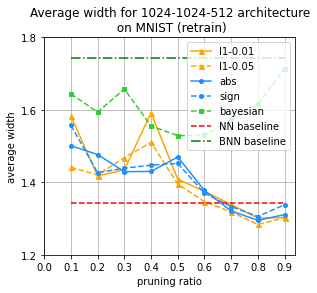 Average width for 1024-1024-512 architecture
on MNIST (retrain)
1.8
1.6
1.4
1.2
average width
l1-0.01
l1-0.05
abs
sign
bayesian
NN baseline
BNN baseline
0.0 0.1 0.2 0.3 0.4 0.5 0.6 0.7 0.8 0.9
pruning ratio